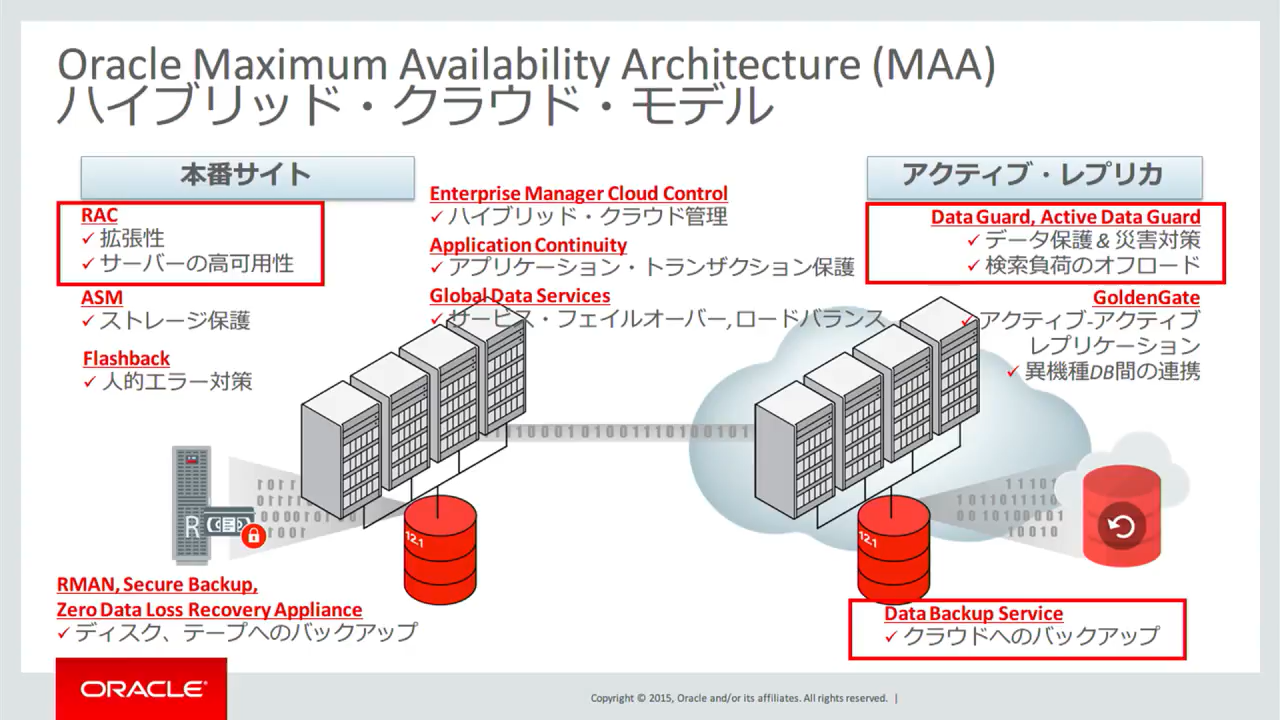 Oracle Maximum Availability Architecture (MAA)
ハイブリッド・クラウド・モデル
本番サイト
RAC
✓ 拡張性
✓ サーバーの高可用性
ASM
✓ ストレージ保護
Flashback
✓ 人的エラー対策
Enterprise Manager Cloud Control
✓ ハイブリッド・クラウド管理
Application Continuity
✓ アプリケーション・トランザクション保護
Global Data Services
✓ サービス・フェイルオーバー, ロードバランス
アクティブ・レプリカ
Data Guard, Active Data Guard
✓ データ保護 & 災害対策
✓ 検索負荷のオフロード
GoldenGate
✓ アクティブ-アクティブ
レプリケーション
✓ 異機種DB間の連携
R
12.1
12.1
1011
11101
101101110
00 10100001
10010
RMAN, Secure Backup,
Zero Data Loss Recovery Appliance
✓ ディスク、テープへのバックアップ
Data Backup Service
✓ クラウドへのバックアップ
ORACLE
Copyright © 2015, Oracle and/or its affiliates. All rights reserved. |